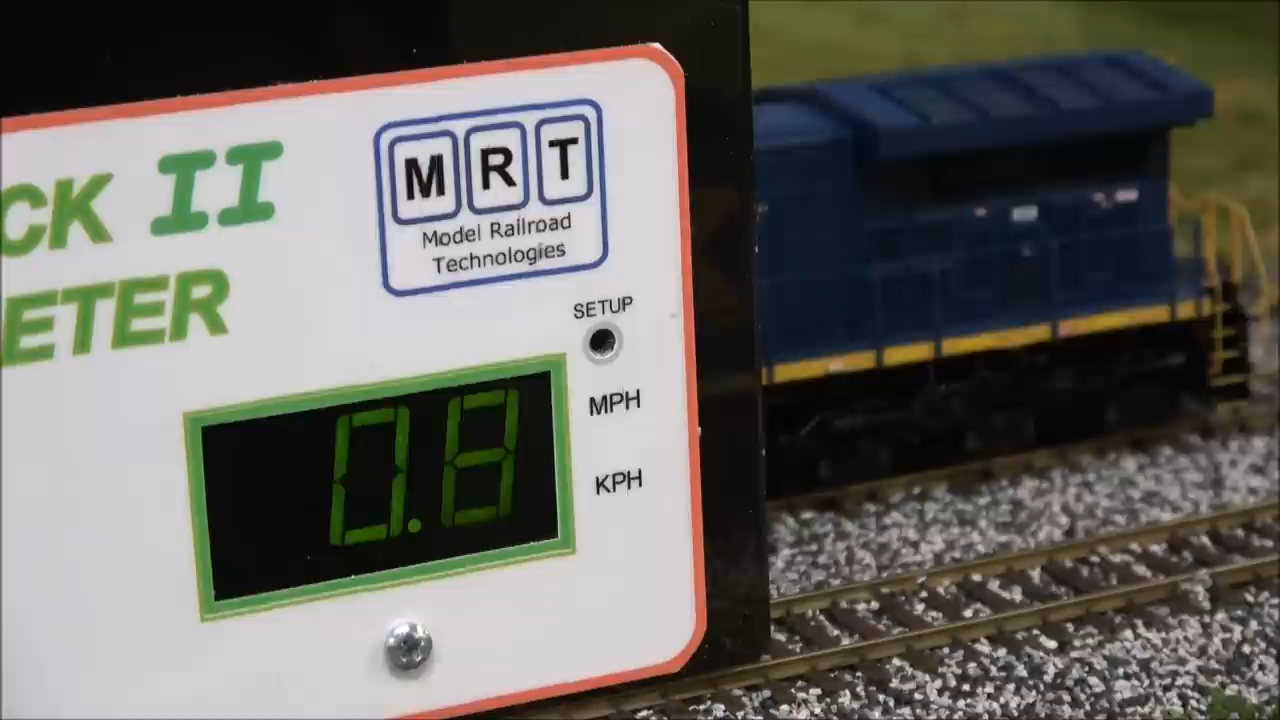 CK II
ETER
M R T
Model Railroad
Technologies
SETUP
MPH
KPH
0.8